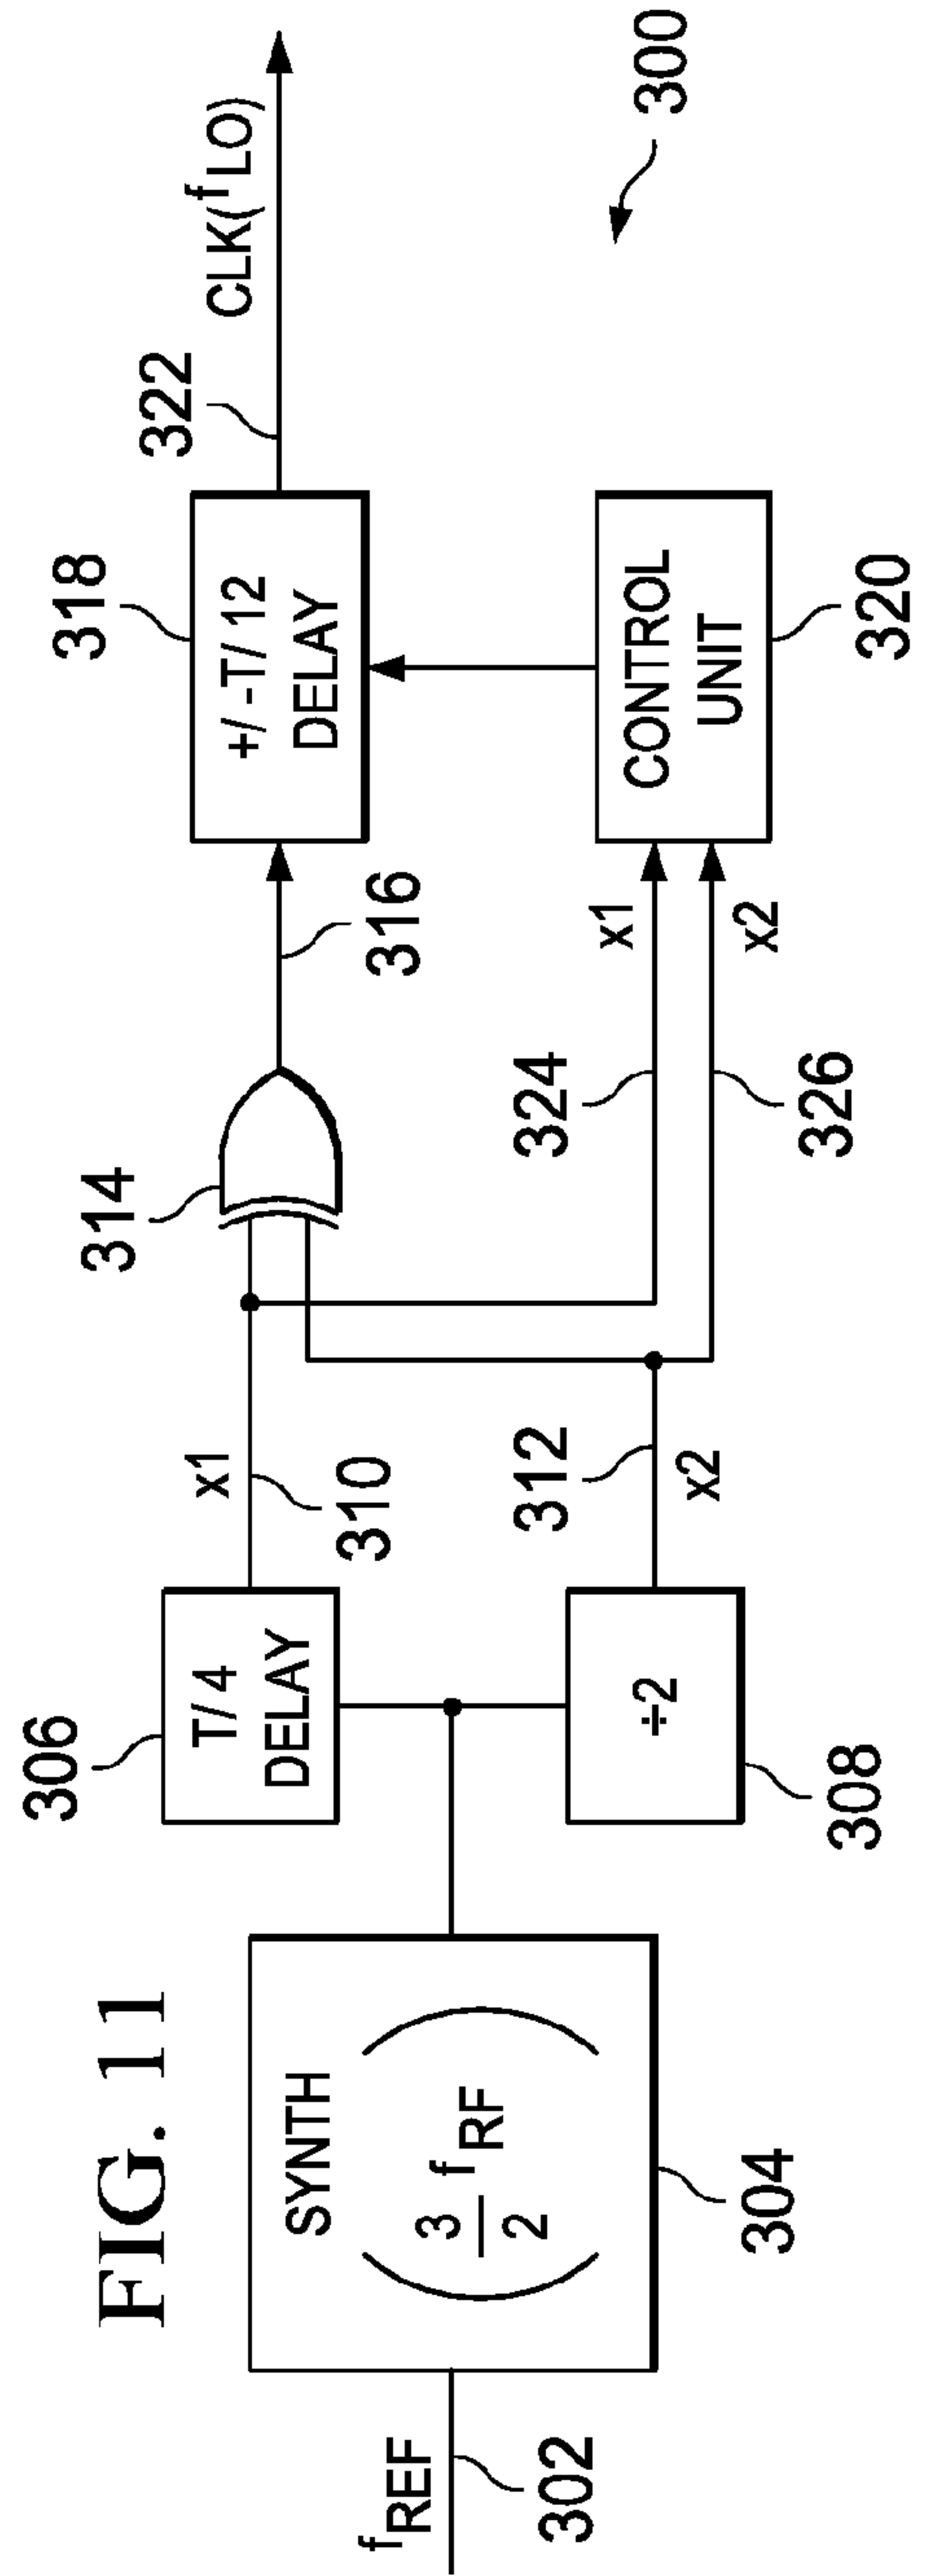 FIG. 11
fREF
302
SYNTH
(3/2 fRF)
304
306
T/4
DELAY
÷2
308
x1
310
312
x2
314
316
324
326
x1
x2
318
+/-T/12
DELAY
CONTROL
UNIT
320
322
CLK(fLO)
300